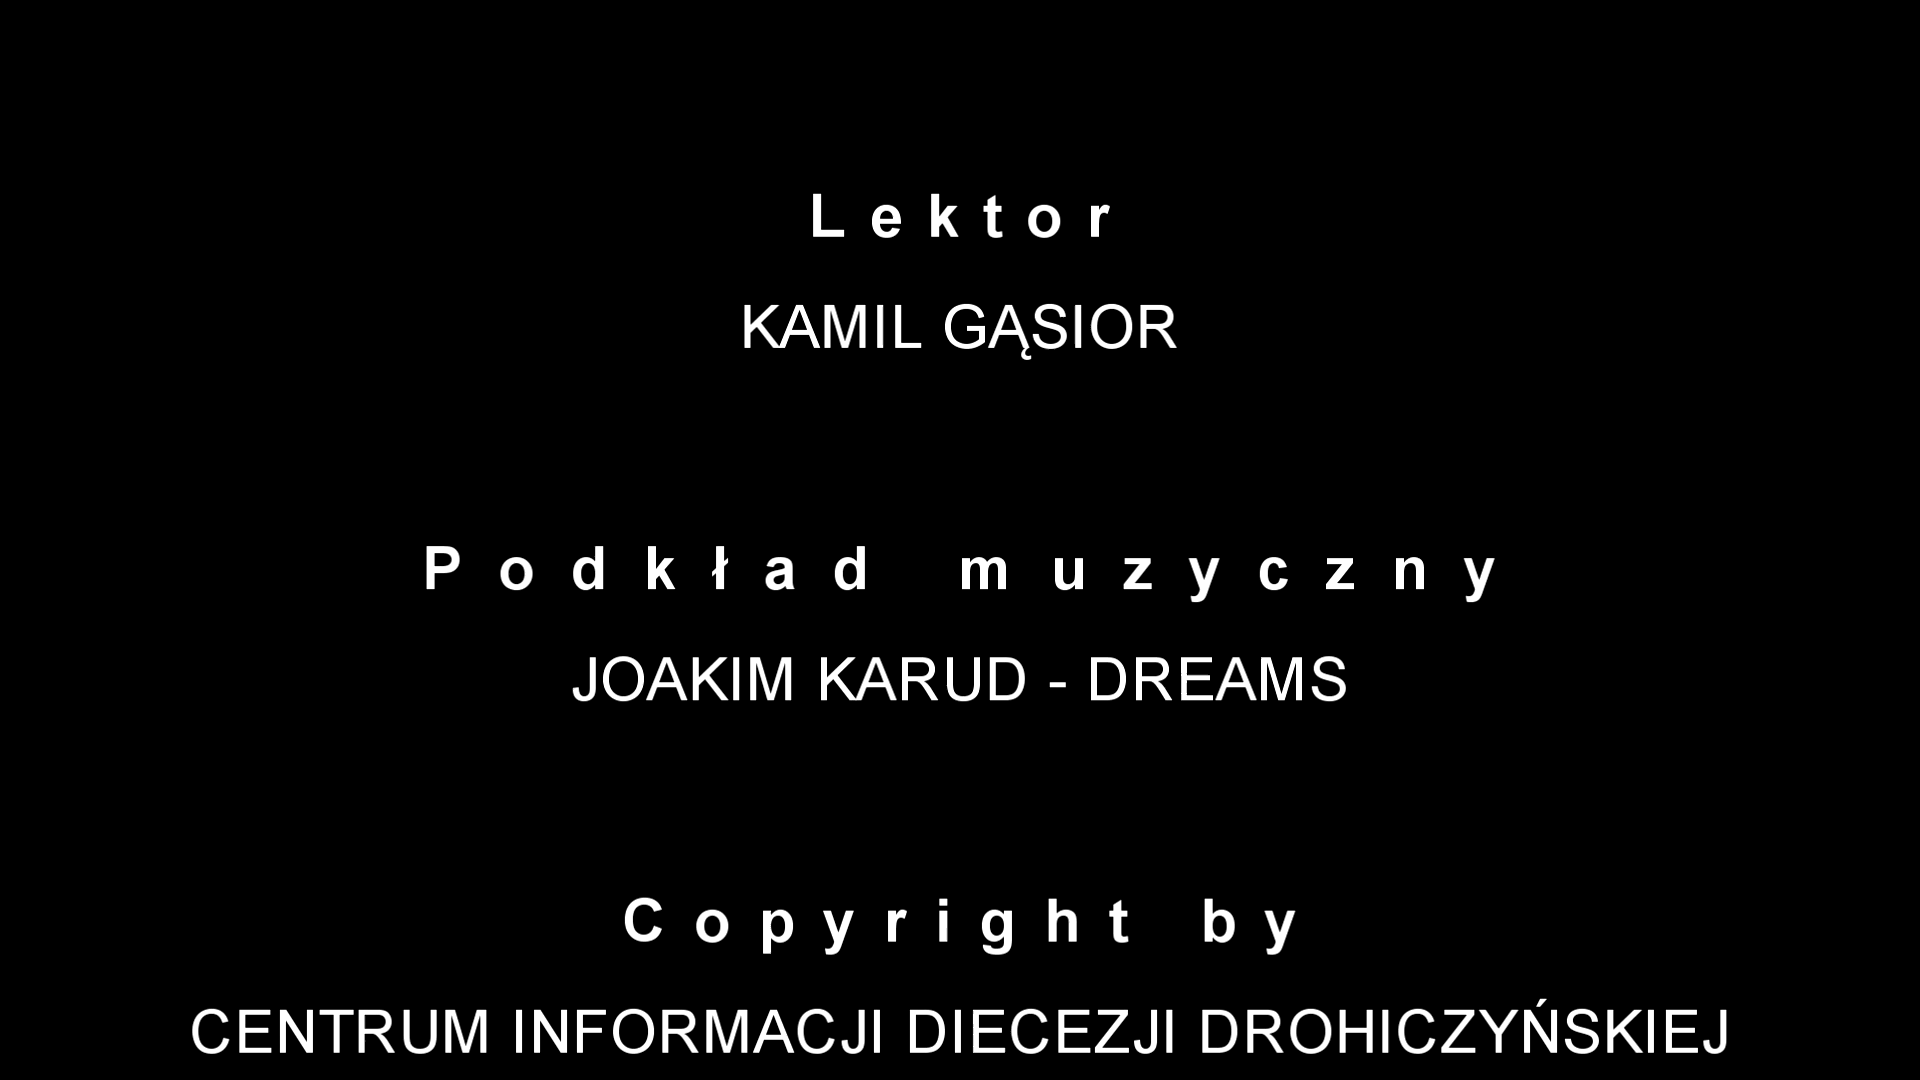 Lektor
KAMIL GĄSIOR
Podkład muzyczny
JOAKIM KARUD - DREAMS
Copyright by
CENTRUM INFORMACJI DIECEZJI DROHICZYŃSKIEJ